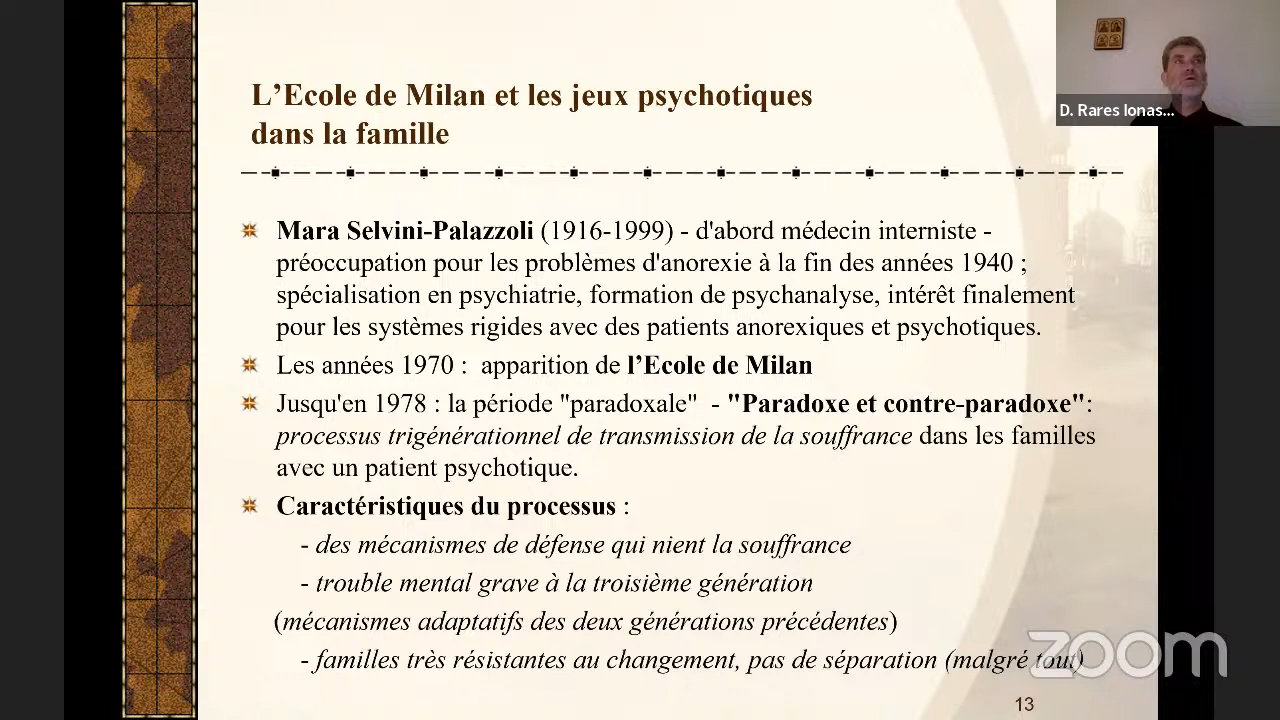 L'Ecole de Milan et les jeux psychotiques
dans la famille
D. Rares Ionas...
Mara Selvini-Palazzoli (1916-1999) - d'abord médecin interniste -
préoccupation pour les problèmes d'anorexie à la fin des années 1940 ;
spécialisation en psychiatrie, formation de psychanalyse, intérêt finalement
pour les systèmes rigides avec des patients anorexiques et psychotiques.
Les années 1970 : apparition de l'Ecole de Milan
Jusqu'en 1978 : la période "paradoxale" - "Paradoxe et contre-paradoxe":
processus trigénérationnel de transmission de la souffrance dans les familles
avec un patient psychotique.
Caractéristiques du processus :
- des mécanismes de défense qui nient la souffrance
- trouble mental grave à la troisième génération
(mécanismes adaptatifs des deux générations précédentes)
- familles très résistantes au changement, pas de séparation (malgré tout)
zoom
13